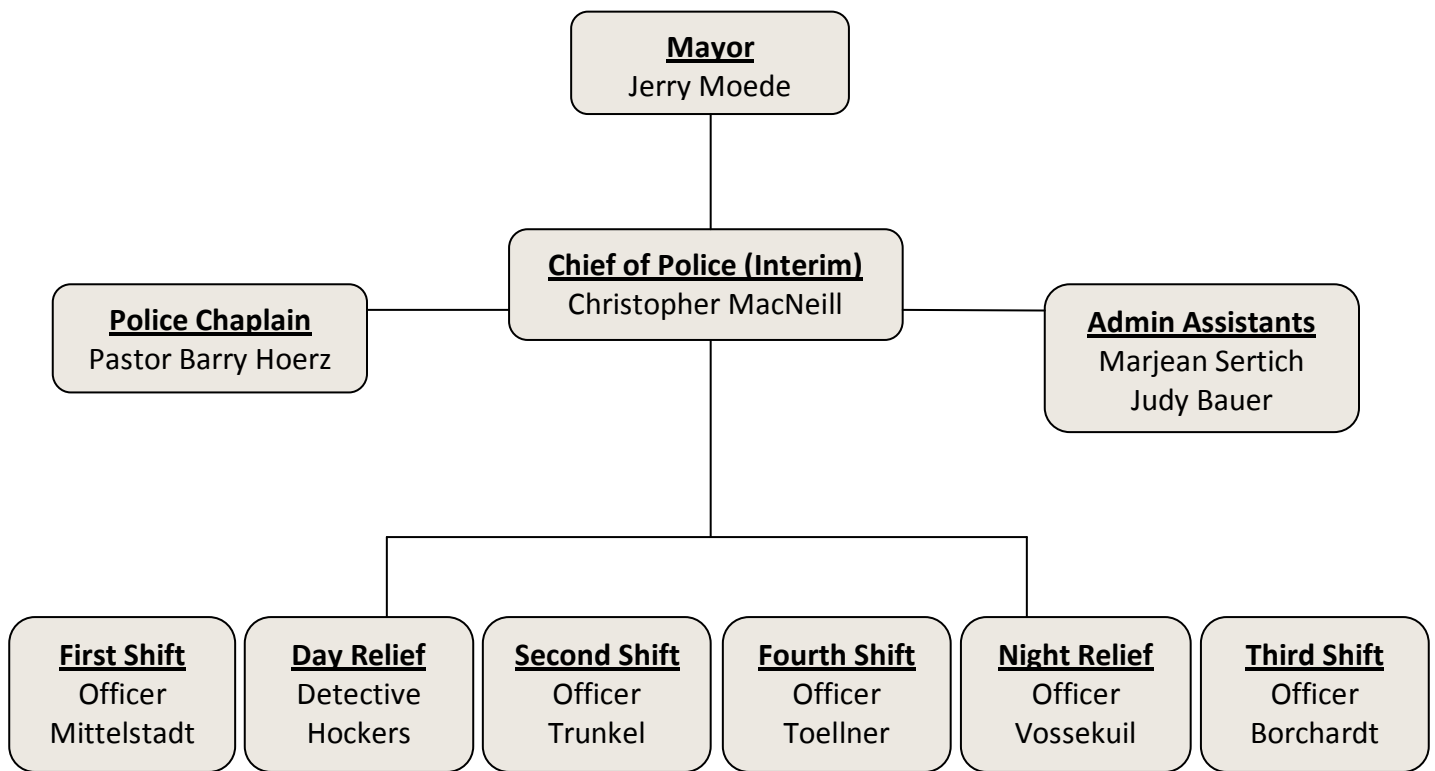 Mayor
Jerry Moede
Chief of Police (Interim)
Christopher MacNeill
Police Chaplain
Pastor Barry Hoerz
Admin Assistants
Marjean Sertich
Judy Bauer
First Shift
Officer
Mittelstadt
Day Relief
Detective
Hockers
Second Shift
Officer
Trunkel
Fourth Shift
Officer
Toellner
Night Relief
Officer
Vossekuil
Third Shift
Officer
Borchardt